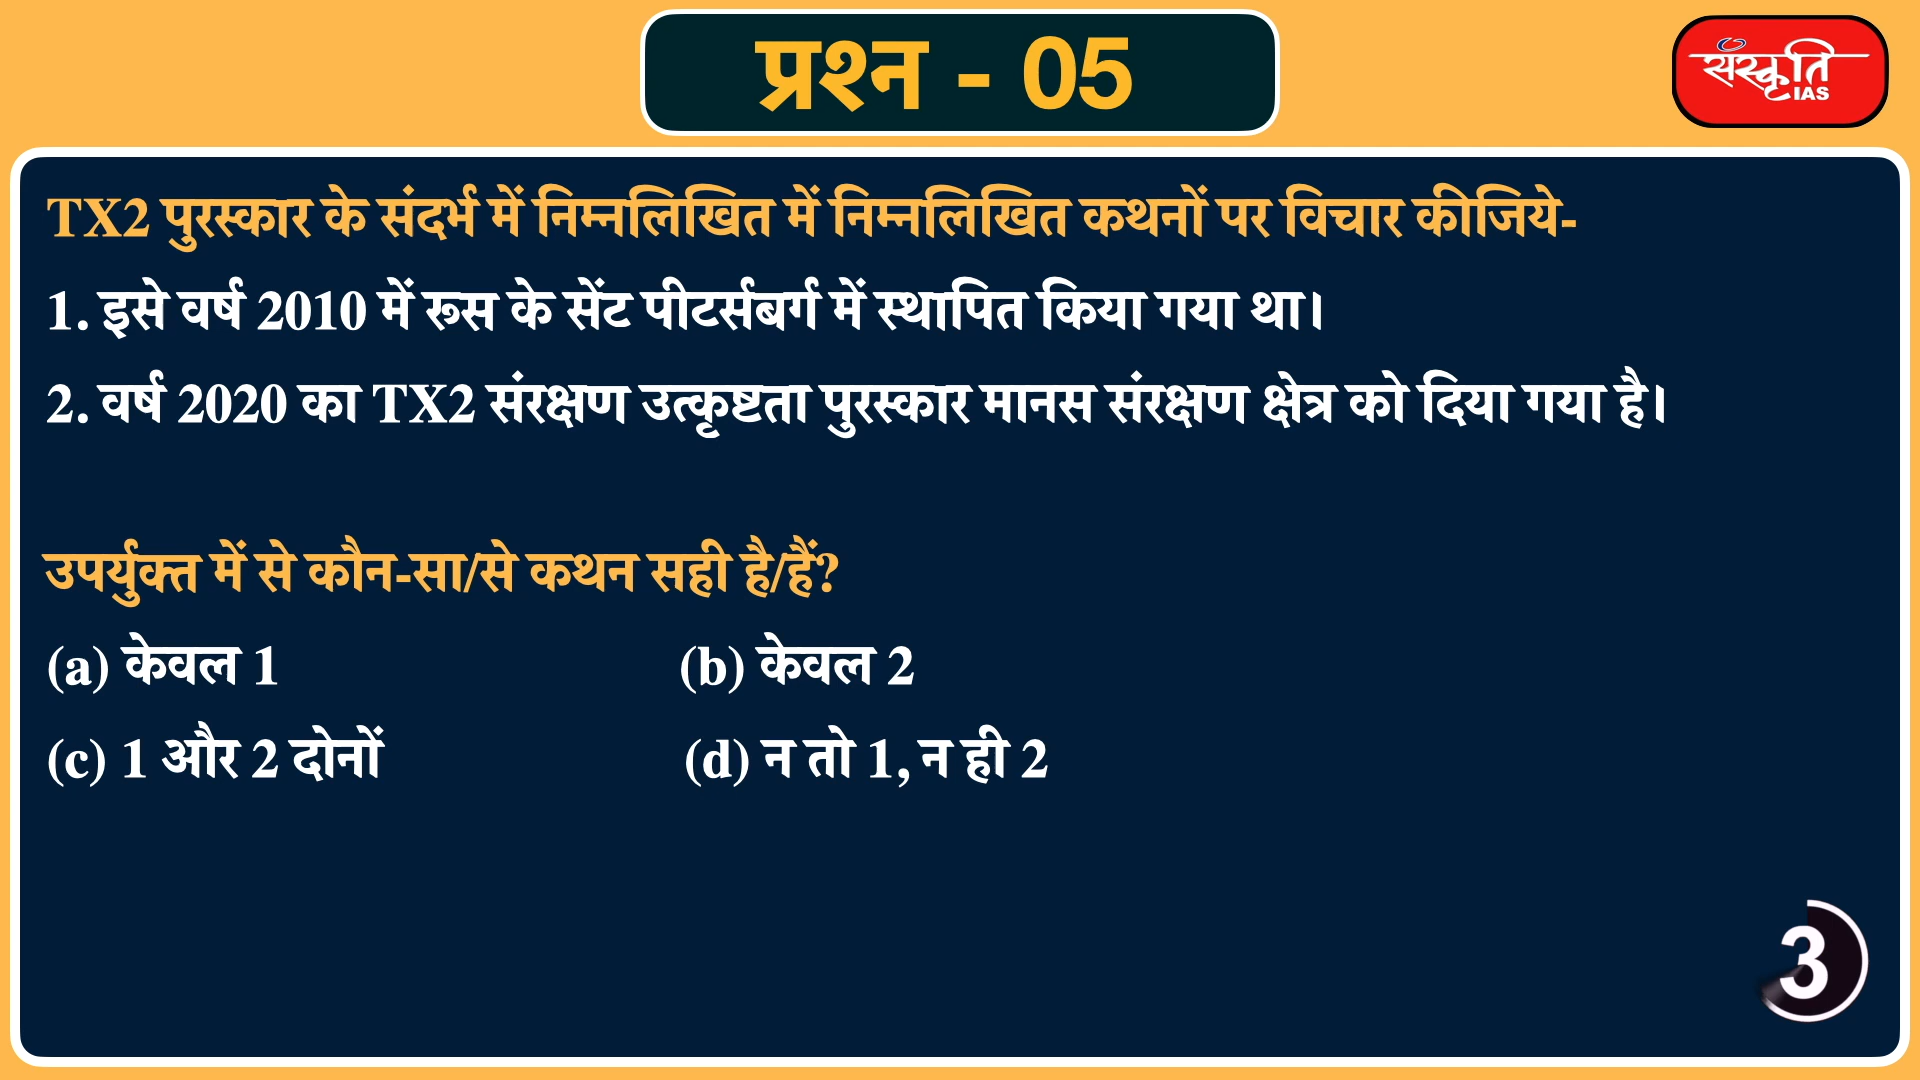 प्रश्न - 05
संस्कृति
IAS
TX2 पुरस्कार के संदर्भ में निम्नलिखित में निम्नलिखित कथनों पर विचार कीजिये-
1. इसे वर्ष 2010 में रूस के सेंट पीटर्सबर्ग में स्थापित किया गया था।
2. वर्ष 2020 का TX2 संरक्षण उत्कृष्टता पुरस्कार मानस संरक्षण क्षेत्र को दिया गया है।
उपर्युक्त में से कौन-सा/से कथन सही है/हैं?
(a) केवल 1 (b) केवल 2
(c) 1 और 2 दोनों (d) न तो 1, न ही 2
3